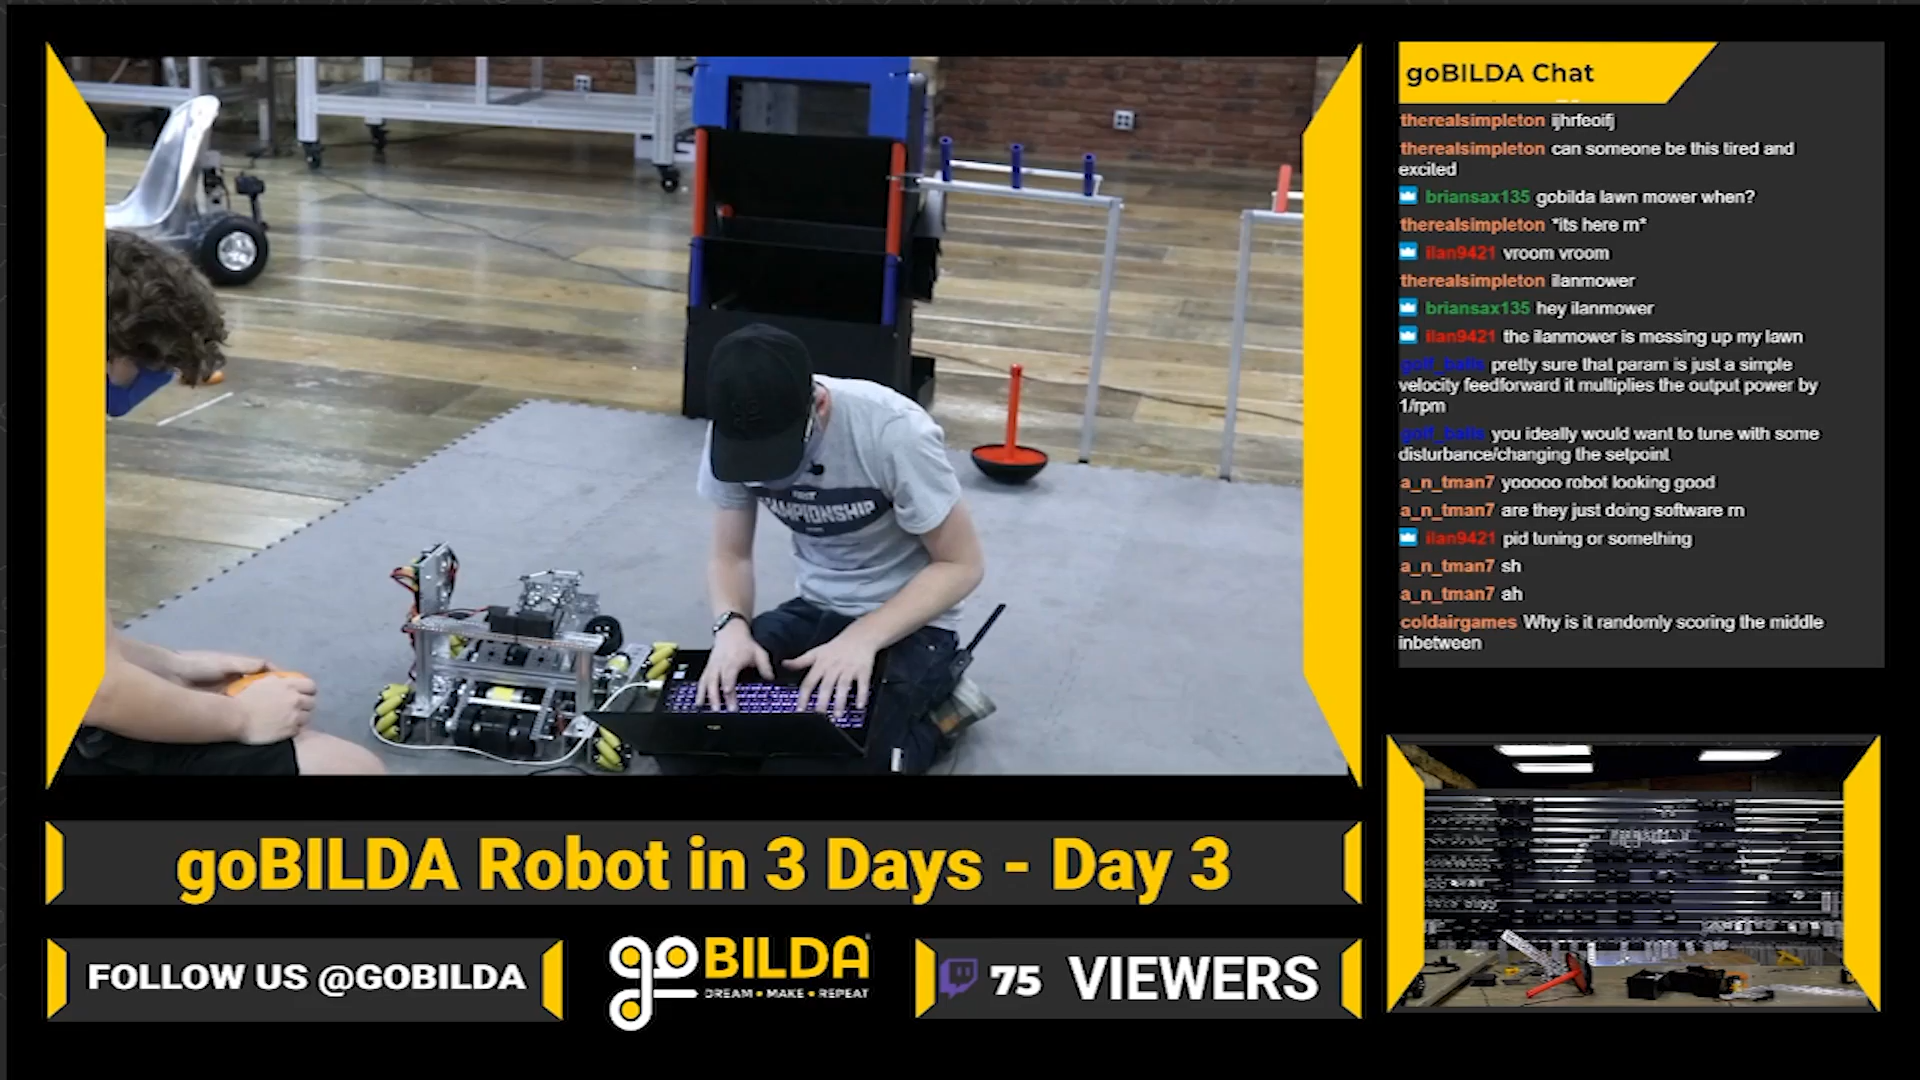 goBILDA Chat
therealsimpleton ijhrfeoifj
therealsimpleton can someone be this tired and
excited
briansax135 gobilda lawn mower when?
therealsimpleton *its here rn*
ilan9421 vroom vroom
therealsimpleton ilanmower
briansax135 hey ilanmower
ilan9421 the ilanmower is messing up my lawn
golf_balls pretty sure that param is just a simple
velocity feedforward it multiplies the output power by
1/rpm
golf_balls you ideally would want to tune with some
disturbance/changing the setpoint
a_n_tman7 yooooo robot looking good
a_n_tman7 are they just doing software rn
ilan9421 pid tuning or something
a_n_tman7 sh
a_n_tman7 ah
coldairgames Why is it randomly scoring the middle
inbetween
CHAMPIONSHIP
goBILDA Robot in 3 Days - Day 3
FOLLOW US @GOBILDA
goBILDA
DREAM • MAKE • REPEAT
75 VIEWERS